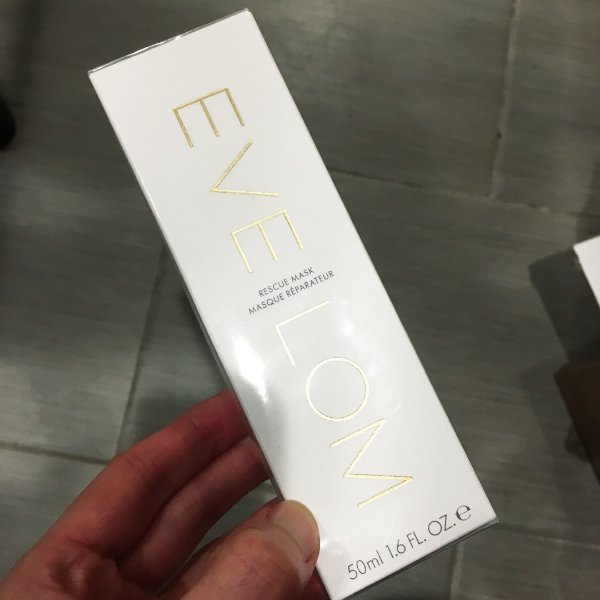 EVE LOM
RESCUE MASK
MASQUE RÉPARATEUR
50ml 1.6 FL. OZ. ℮